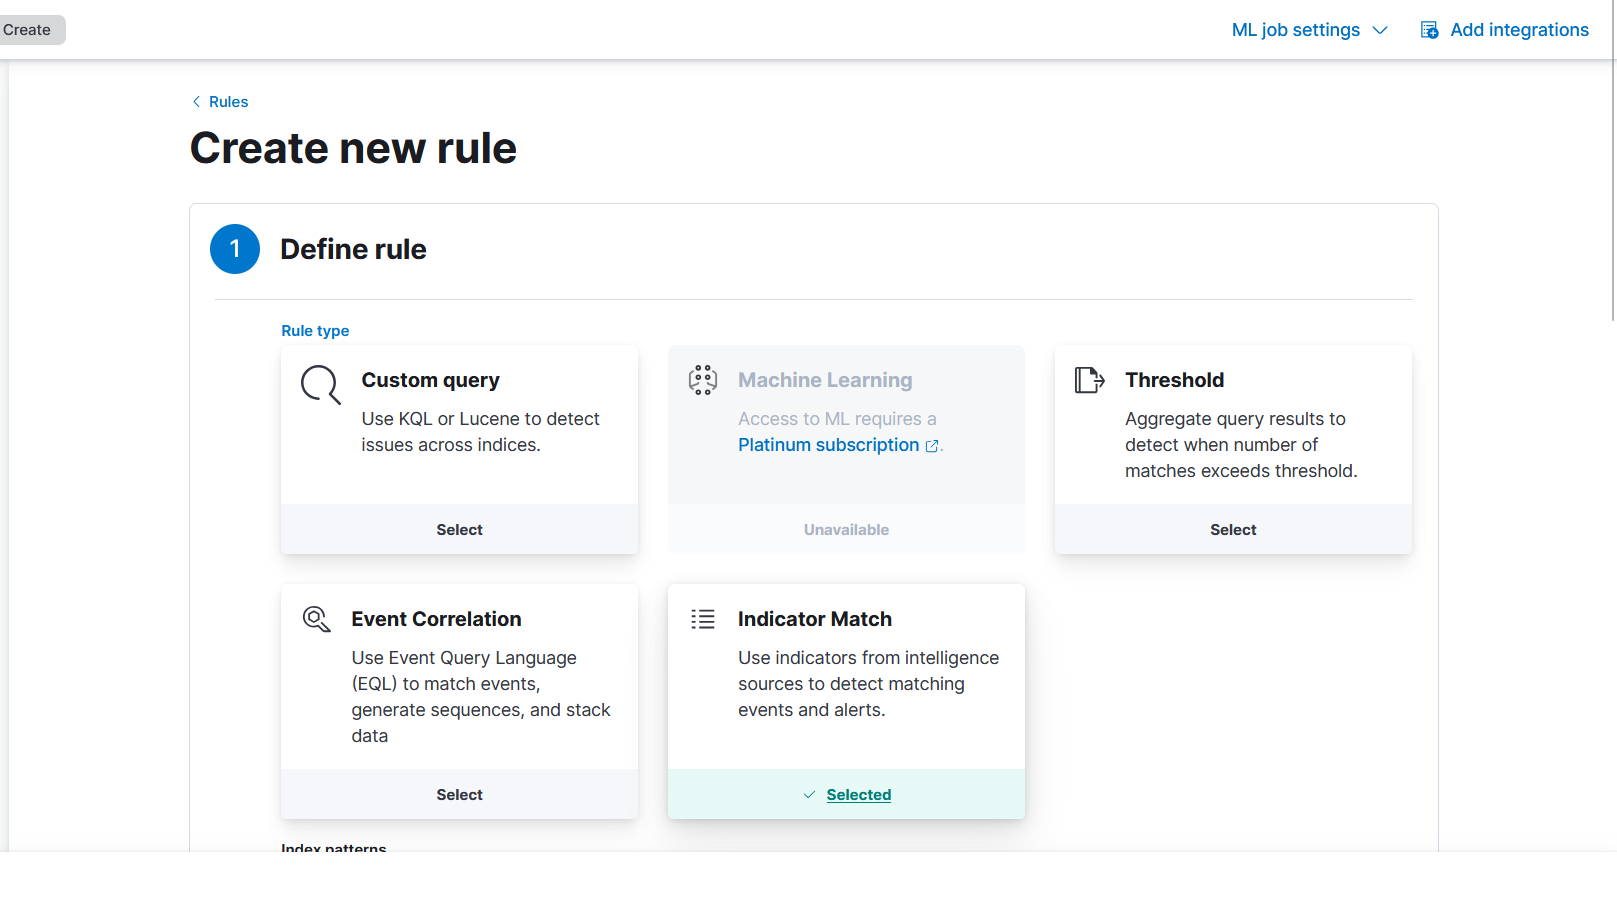 Create
ML job settings
Add integrations
Rules
Create new rule
1
Define rule
Rule type
Custom query
Use KQL or Lucene to detect
issues across indices.
Select
Machine Learning
Access to ML requires a
Platinum subscription.
Unavailable
Threshold
Aggregate query results to
detect when number of
matches exceeds threshold.
Select
Event Correlation
Use Event Query Language
(EQL) to match events,
generate sequences, and stack
data
Select
Indicator Match
Use indicators from intelligence
sources to detect matching
events and alerts.
Selected
Index patterns